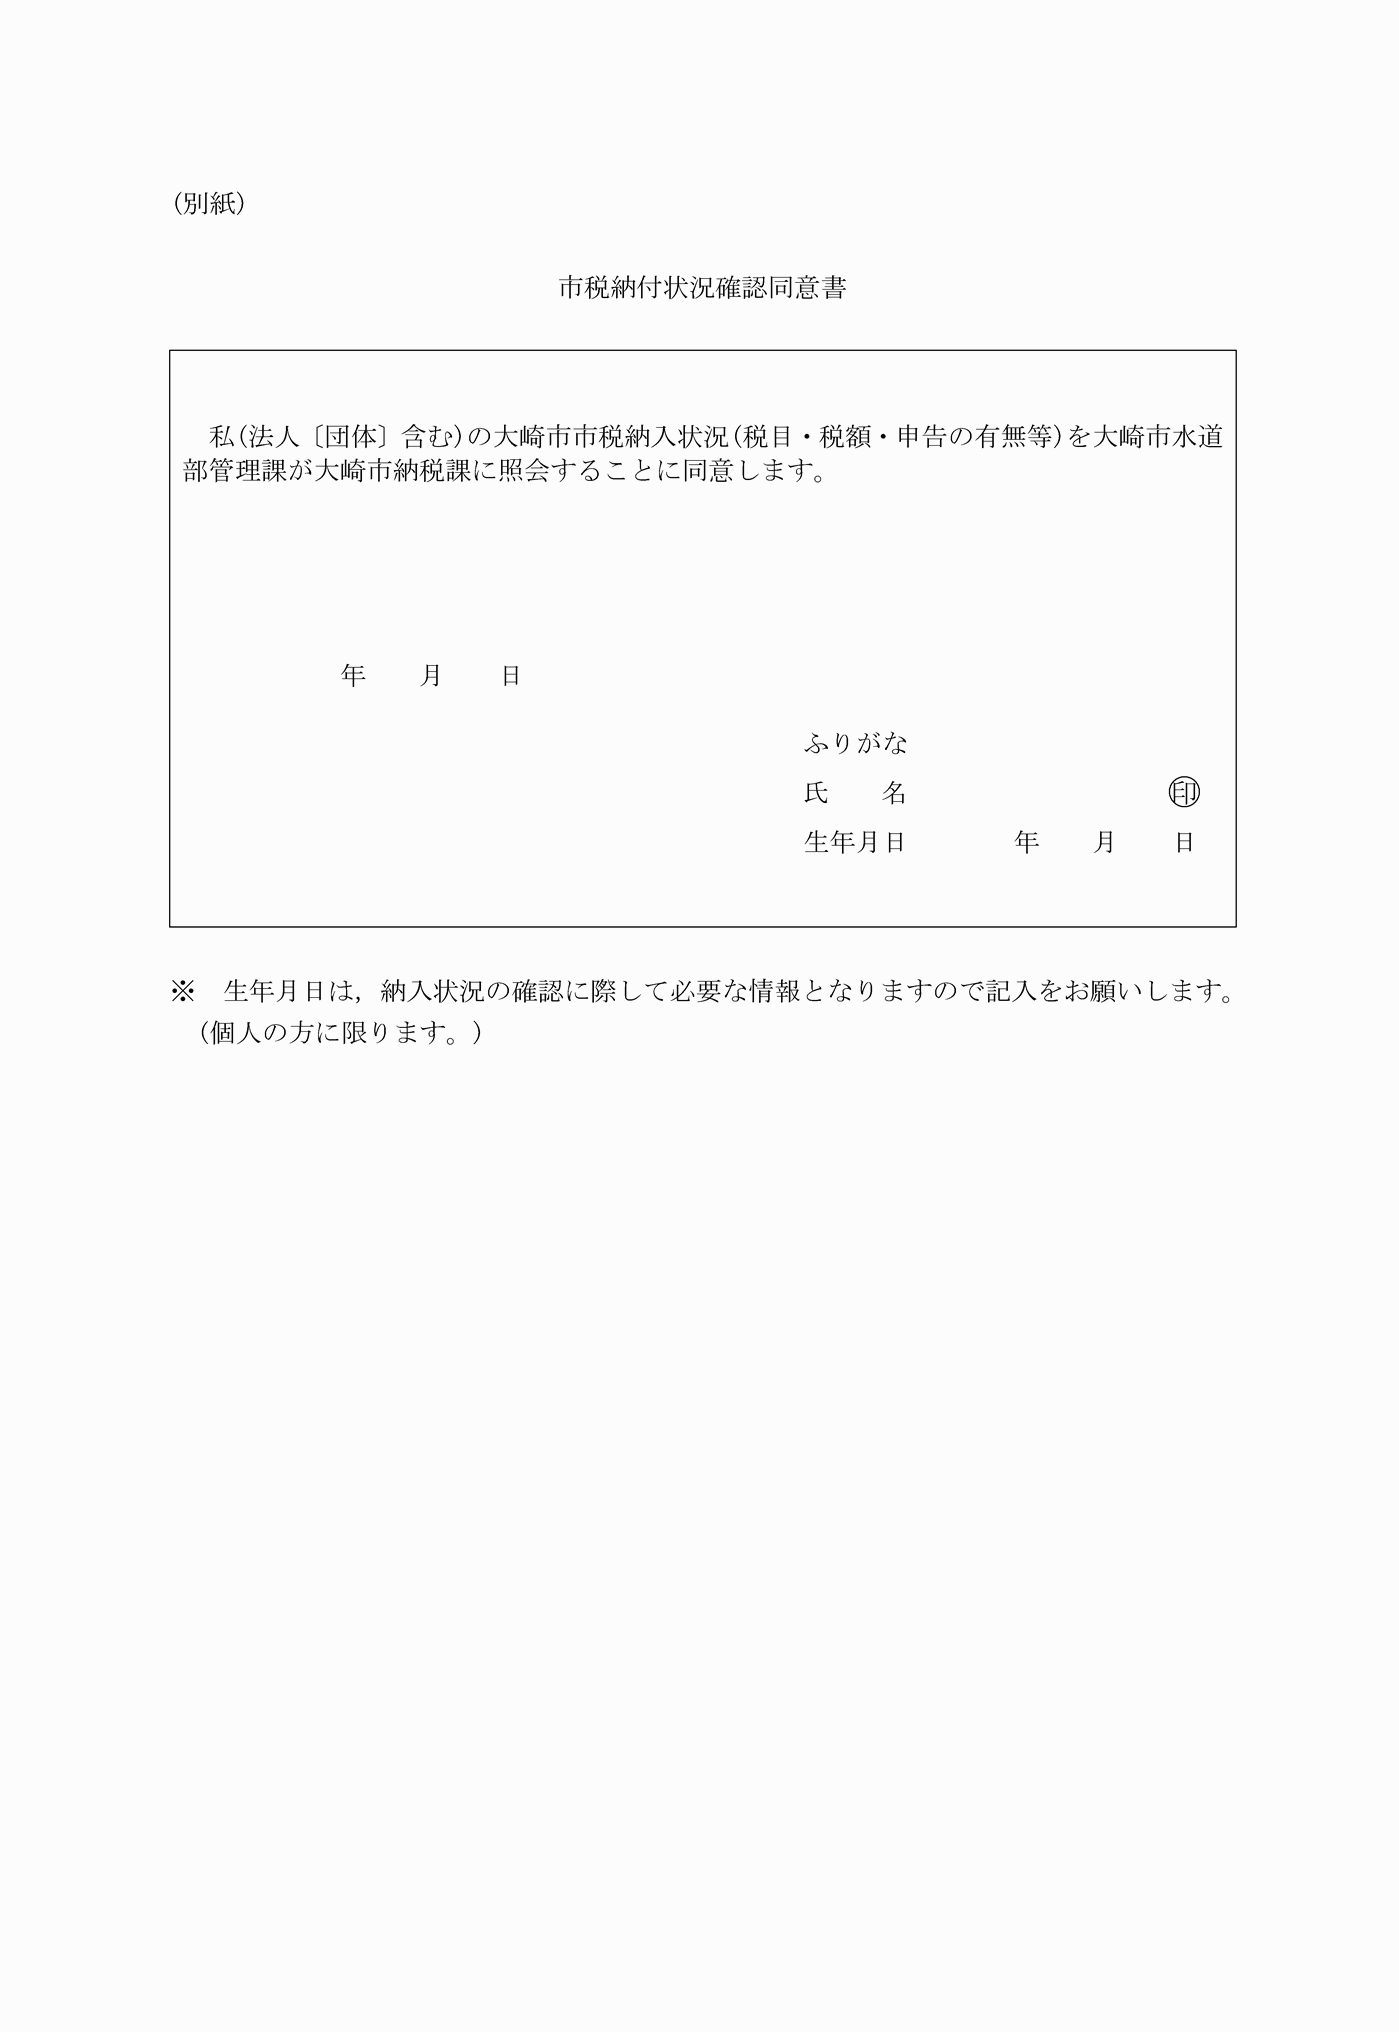 （別紙）
市税納付状況確認同意書
　私（法人〔団体〕含む）の大崎市市税納入状況（税目・税額・申告の有無等）を大崎市水道
部管理課が大崎市納税課に照会することに同意します。
年　　月　　日
ふりがな
氏　　名　　　　　　　　　　㊞
生年月日　　　　年　　月　　日
※　生年月日は，納入状況の確認に際して必要な情報となりますので記入をお願いします。
（個人の方に限ります。）